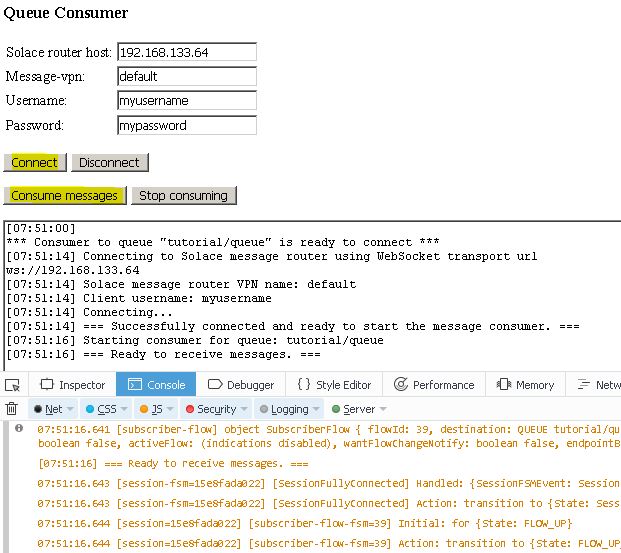 Queue Consumer
Solace router host: 192.168.133.64
Message-vpn: default
Username: myusername
Password: mypassword
Connect Disconnect
Consume messages Stop consuming
[07:51:00]
*** Consumer to queue "tutorial/queue" is ready to connect ***
[07:51:14] Connecting to Solace message router using WebSocket transport url
ws://192.168.133.64
[07:51:14] Solace message router VPN name: default
[07:51:14] Client username: myusername
[07:51:14] Connecting...
[07:51:14] === Successfully connected and ready to start the message consumer. ===
[07:51:16] Starting consumer for queue: tutorial/queue
[07:51:16] === Ready to receive messages. ===
Inspector Console Debugger Style Editor Performance Memory Netw
Net CSS JS Security Logging Server
07:51:16.641 [subscriber-flow] object SubscriberFlow { flowId: 39, destination: QUEUE tutorial/qu
boolean false, activeFlow: (indications disabled), wantFlowChangeNotify: boolean false, endpointB
[07:51:16] === Ready to receive messages. ===
07:51:16.643 [session-fsm=15e8fada022] [SessionFullyConnected] Handled: {SessionFSMEvent: Session
07:51:16.643 [session-fsm=15e8fada022] [SessionFullyConnected] Action: transition to {State: Sess
07:51:16.644 [session=15e8fada022] [subscriber-flow-fsm=39] Initial: for {State: FLOW_UP}
07:51:16.644 [session=15e8fada022] [subscriber-flow-fsm=39] Action: transition to {State: FLOW_UP